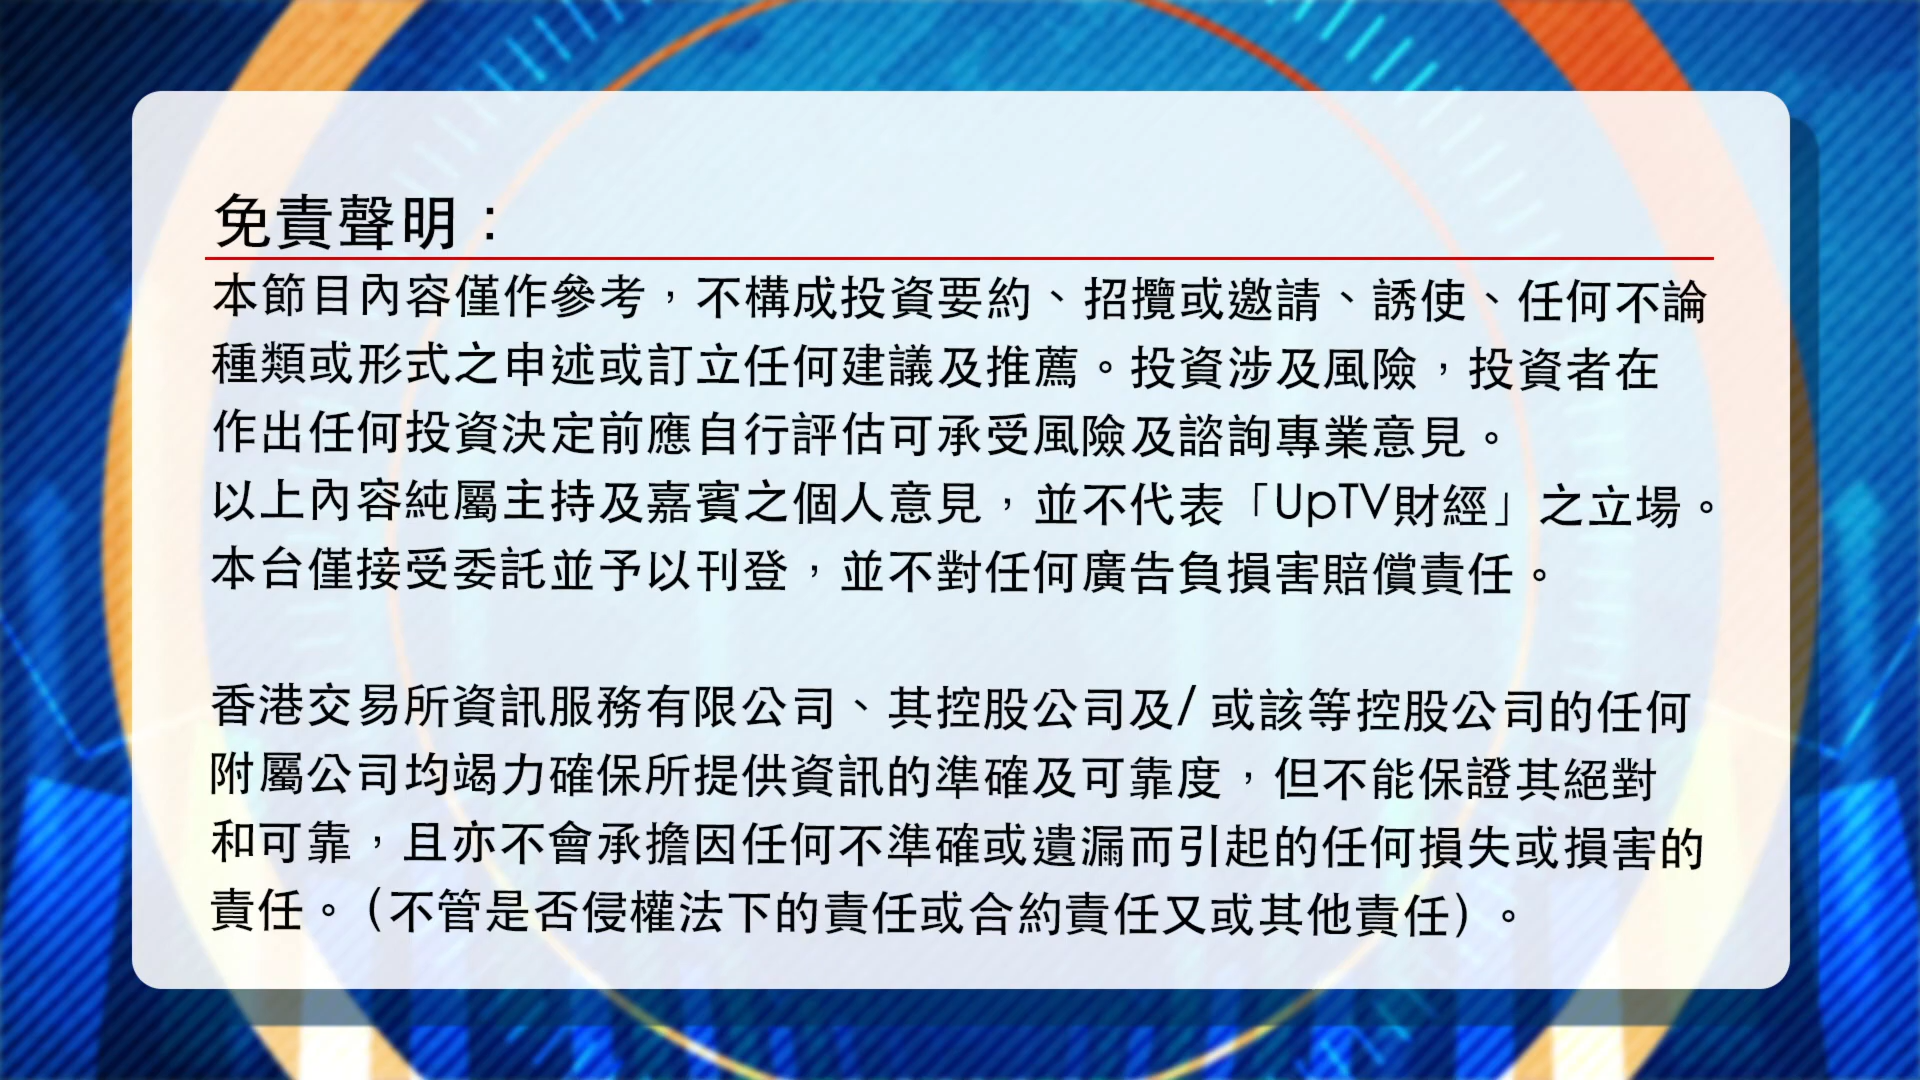 免責聲明：
本節目內容僅作參考，不構成投資要約、招攬或邀請、誘使、任何不論
種類或形式之申述或訂立任何建議及推薦。投資涉及風險，投資者在
作出任何投資決定前應自行評估可承受風險及諮詢專業意見。
以上內容純屬主持及嘉賓之個人意見，並不代表「UpTV財經」之立場。
本台僅接受委託並予以刊登，並不對任何廣告負損害賠償責任。
香港交易所資訊服務有限公司、其控股公司及/ 或該等控股公司的任何
附屬公司均竭力確保所提供資訊的準確及可靠度，但不能保證其絕對
和可靠，且亦不會承擔因任何不準確或遺漏而引起的任何損失或損害的
責任。（不管是否侵權法下的責任或合約責任又或其他責任）。